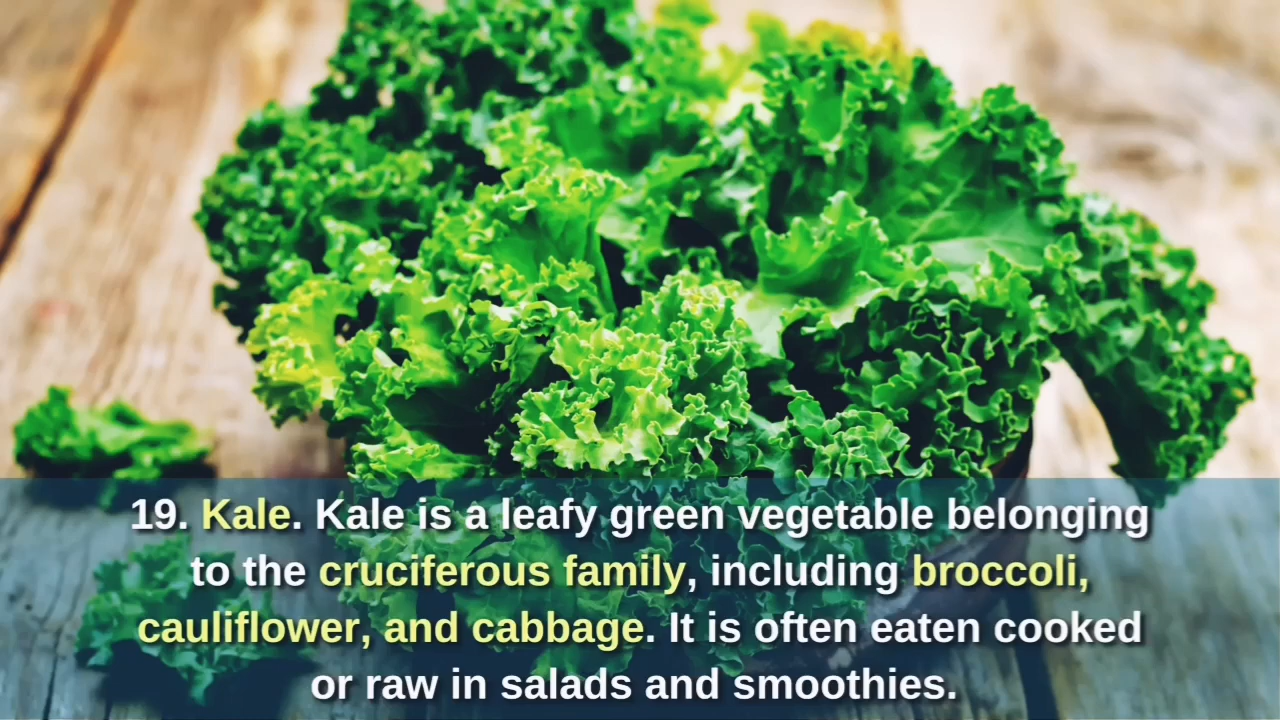 19. Kale. Kale is a leafy green vegetable belonging
to the cruciferous family, including broccoli,
cauliflower, and cabbage. It is often eaten cooked
or raw in salads and smoothies.